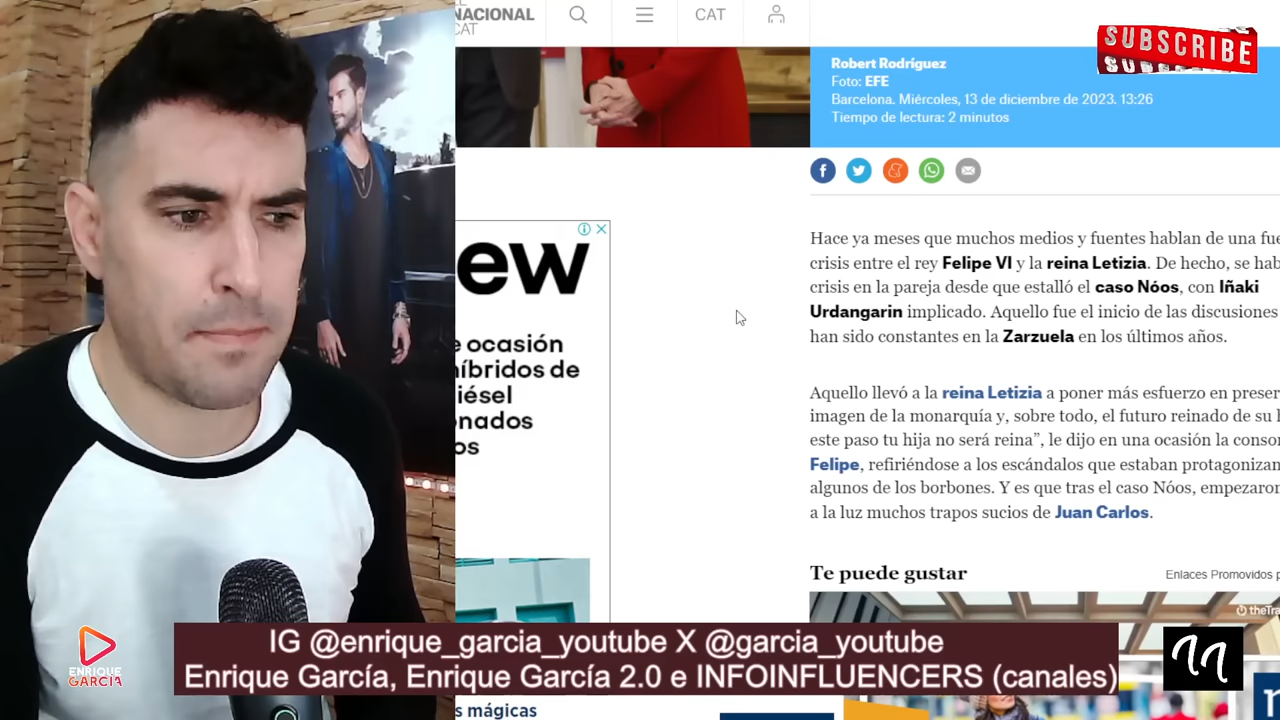 NACIONAL
CAT
CAT
SUBSCRIBE
Robert Rodríguez
Foto: EFE
Barcelona. Miércoles, 13 de diciembre de 2023. 13:26
Tiempo de lectura: 2 minutos
ew
e ocasión
híbridos de
iésel
onados
os
Hace ya meses que muchos medios y fuentes hablan de una fue
crisis entre el rey Felipe VI y la reina Letizia. De hecho, se hab
crisis en la pareja desde que estalló el caso Nóos, con Iñaki
Urdangarin implicado. Aquello fue el inicio de las discusiones
han sido constantes en la Zarzuela en los últimos años.
Aquello llevó a la reina Letizia a poner más esfuerzo en preser
imagen de la monarquía y, sobre todo, el futuro reinado de su h
este paso tu hija no será reina”, le dijo en una ocasión la conso
Felipe, refiriéndose a los escándalos que estaban protagonizan
algunos de los borbones. Y es que tras el caso Nóos, empezaron
a la luz muchos trapos sucios de Juan Carlos.
Te puede gustar
Enlaces Promovidos p
theTra
IG @enrique_garcia_youtube X @garcia_youtube
Enrique García, Enrique García 2.0 e INFOINFLUENCERS (canales)
ENRIQUE
GARCÍA
s mágicas